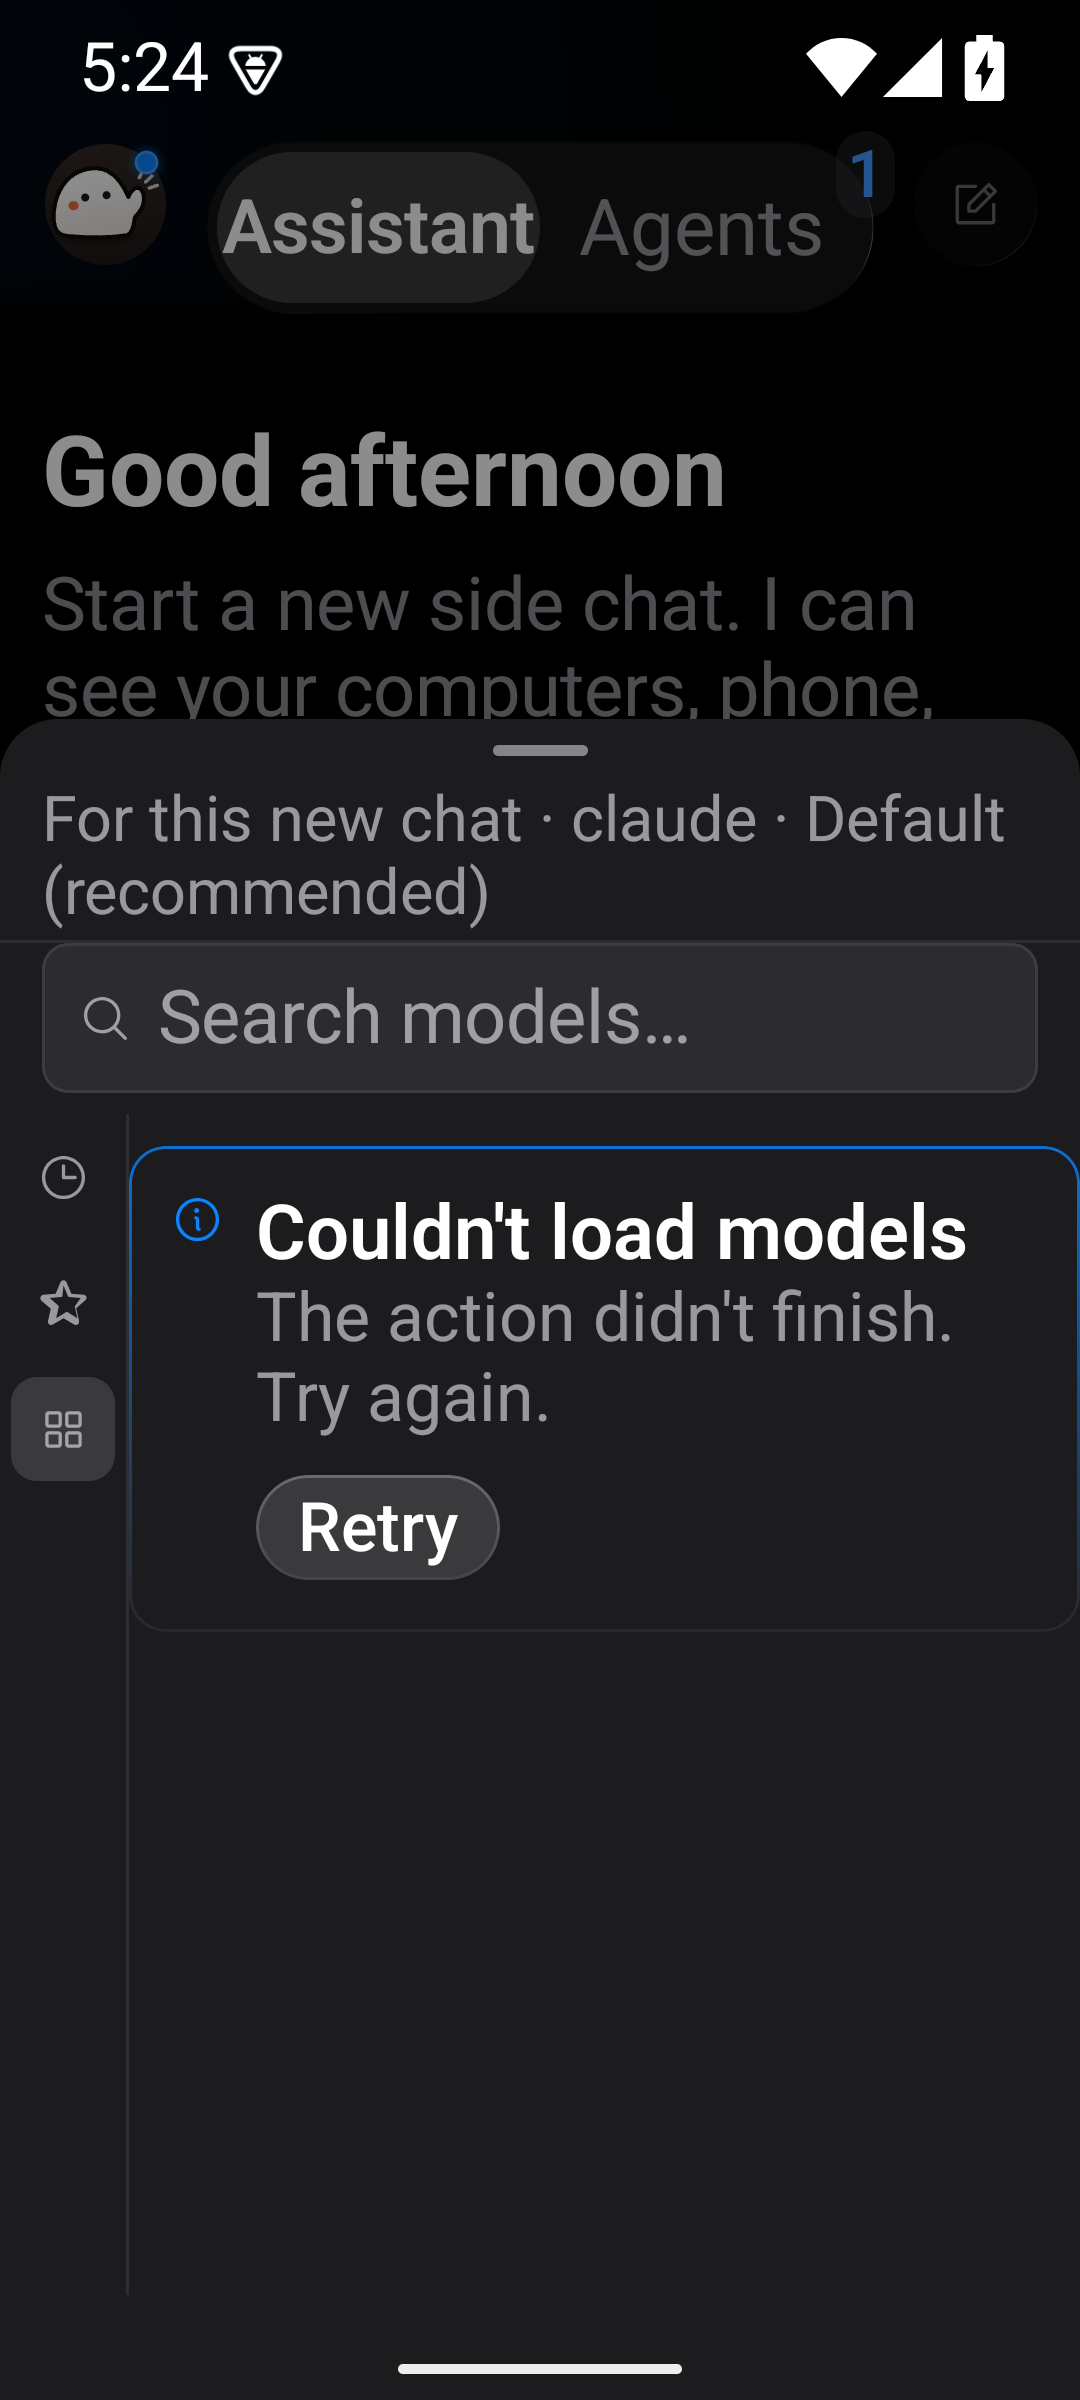 5:24
Assistant
Agents
1
Good afternoon
Start a new side chat. I can
see your computers, phone,
For this new chat · claude · Default
(recommended)
Search models…
Couldn't load models
The action didn't finish.
Try again.
Retry